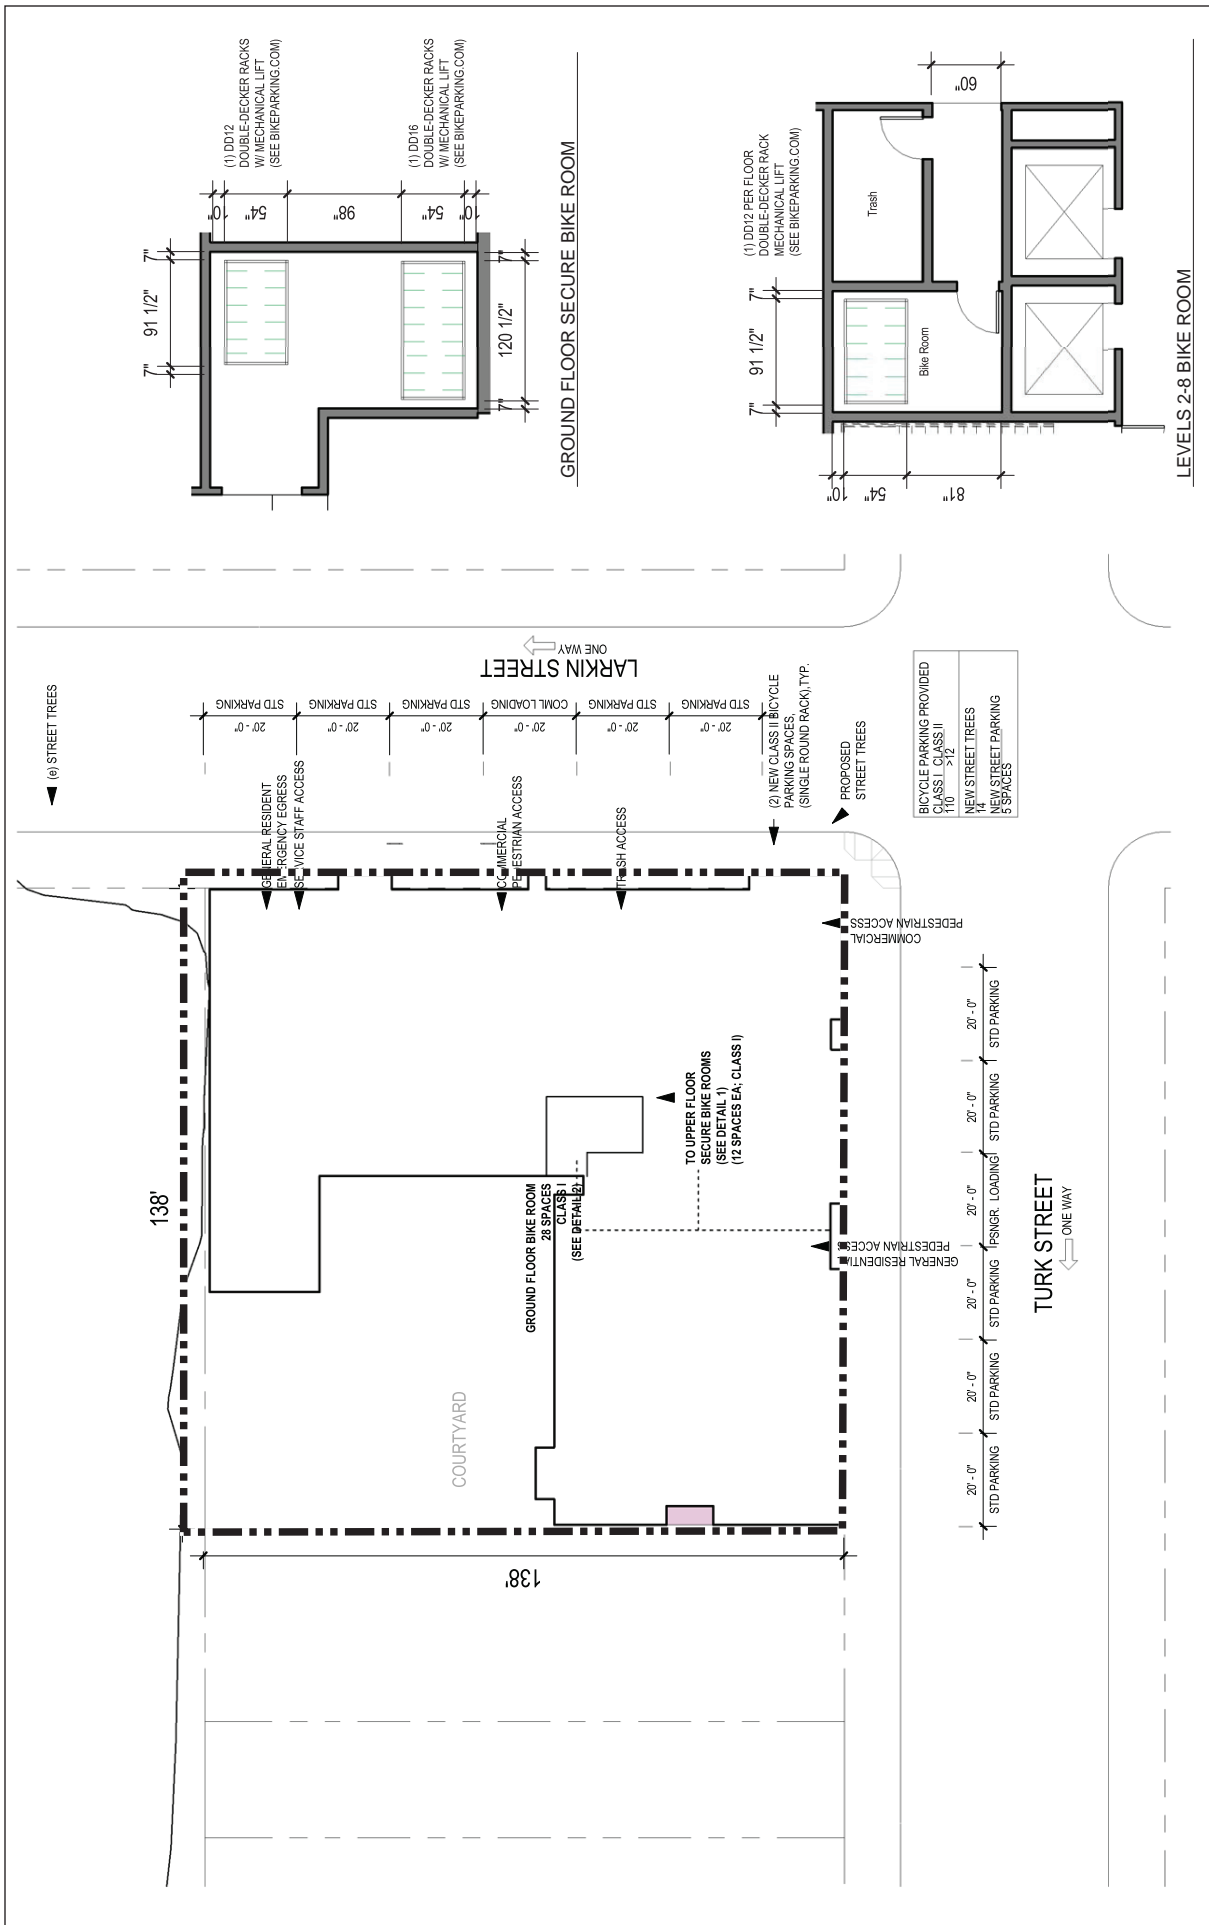 (1) DD12
DOUBLE-DECKER RACKS
W/ MECHANICAL LIFT
(SEE BIKEPARKING.COM)
(1) DD16
DOUBLE-DECKER RACKS
W/ MECHANICAL LIFT
(SEE BIKEPARKING.COM)
10"
54"
98"
54"
10"
7"
91 1/2"
7"
7"
120 1/2"
7"
GROUND FLOOR SECURE BIKE ROOM
(1) DD12 PER FLOOR
DOUBLE-DECKER RACK
MECHANICAL LIFT
(SEE BIKEPARKING.COM)
60"
7"
91 1/2"
7"
Trash
Bike Room
10"
54"
81"
LEVELS 2-8 BIKE ROOM
(e) STREET TREES
LARKIN STREET
ONE WAY
STD PARKING
20' - 0"
STD PARKING
20' - 0"
STD PARKING
20' - 0"
COML LOADING
20' - 0"
STD PARKING
20' - 0"
STD PARKING
20' - 0"
GENERAL RESIDENT
EMERGENCY EGRESS
SERVICE STAFF ACCESS
COMMERCIAL
PEDESTRIAN ACCESS
TRASH ACCESS
(2) NEW CLASS II BICYCLE
PARKING SPACES,
(SINGLE ROUND RACK),TYP.
PROPOSED
STREET TREES
BICYCLE PARKING PROVIDED
CLASS I CLASS II
110 >12
NEW STREET TREES
14
NEW STREET PARKING
5 SPACES
COMMERCIAL
PEDESTRIAN ACCESS
138'
138'
COURTYARD
GROUND FLOOR BIKE ROOM
28 SPACES
CLASS I
(SEE DETAIL 2)
TO UPPER FLOOR
SECURE BIKE ROOMS
(SEE DETAIL 1)
(12 SPACES EA; CLASS I)
GENERAL RESIDENTIAL
PEDESTRIAN ACCESS
20' - 0"
STD PARKING
20' - 0"
STD PARKING
20' - 0"
STD PARKING
20' - 0"
PSNGR. LOADING
20' - 0"
STD PARKING
20' - 0"
STD PARKING
TURK STREET
ONE WAY